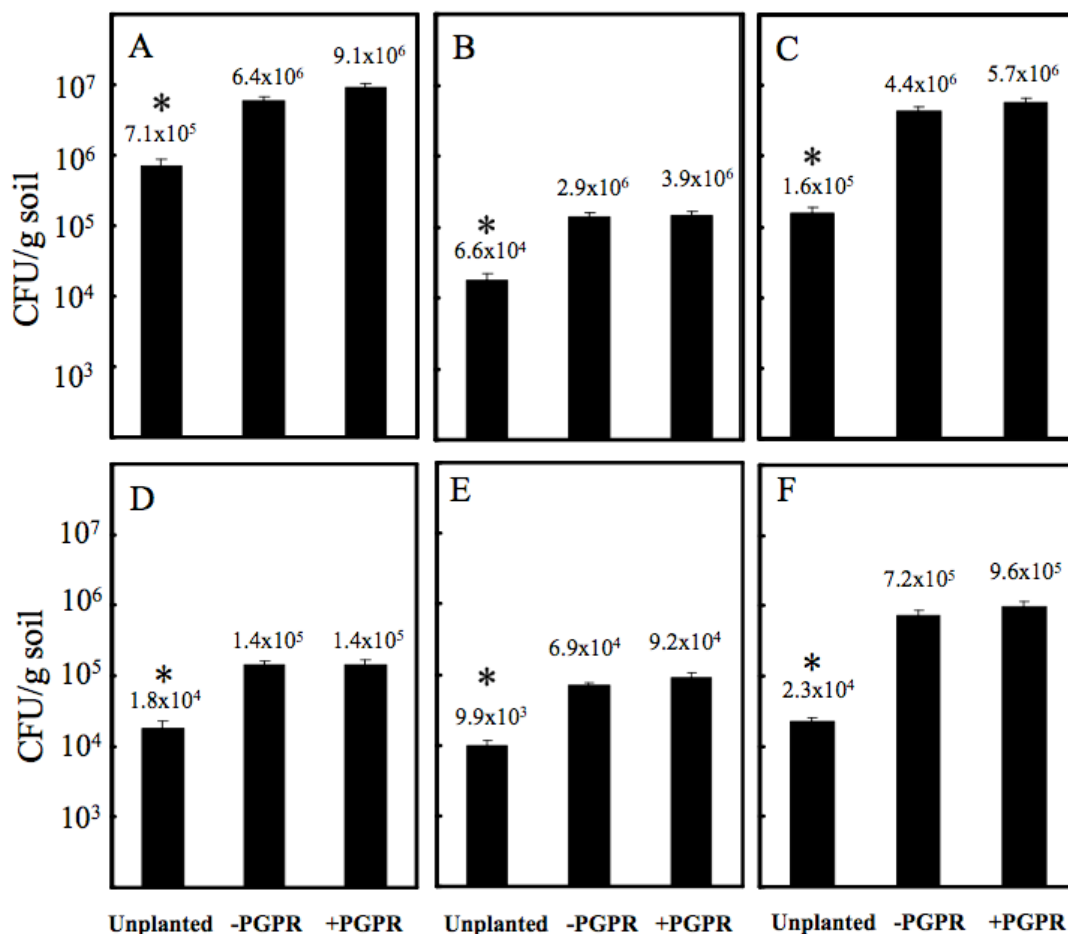 A
B
C
CFU/g soil
10⁷
10⁶
10⁵
10⁴
10³
*
7.1x10⁵
6.4x10⁶
9.1x10⁶
*
6.6x10⁴
2.9x10⁶
3.9x10⁶
*
1.6x10⁵
4.4x10⁶
5.7x10⁶
D
E
F
CFU/g soil
10⁷
10⁶
10⁵
10⁴
10³
*
1.8x10⁴
1.4x10⁵
1.4x10⁵
*
9.9x10³
6.9x10⁴
9.2x10⁴
*
2.3x10⁴
7.2x10⁵
9.6x10⁵
Unplanted -PGPR +PGPR
Unplanted -PGPR +PGPR
Unplanted -PGPR +PGPR